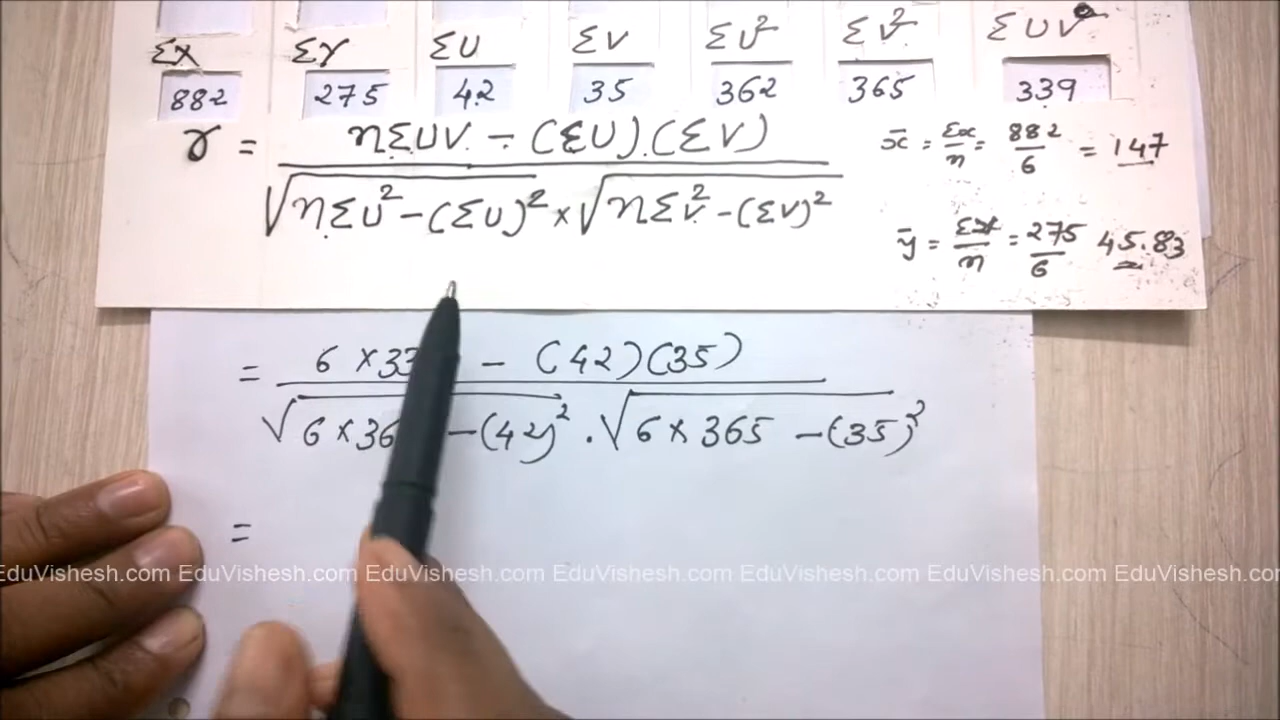 Σx ΣY ΣU ΣV ΣU² ΣV² ΣUV
882 275 42 35 362 365 339
r = nΣUV - (ΣU).(ΣV) / √nΣU² - (ΣU)² × √nΣV² - (ΣV)²
x̄ = Σx/n = 882/6 = 147
ȳ = Σy/n = 275/6 45.83
= 6 × 33 - (42)(35) / √6 × 36 - (42)² . √6 × 365 - (35)²
=
EduVishesh.com EduVishesh.com EduVishesh.com EduVishesh.com EduVishesh.com EduVishesh.com EduVishesh.com